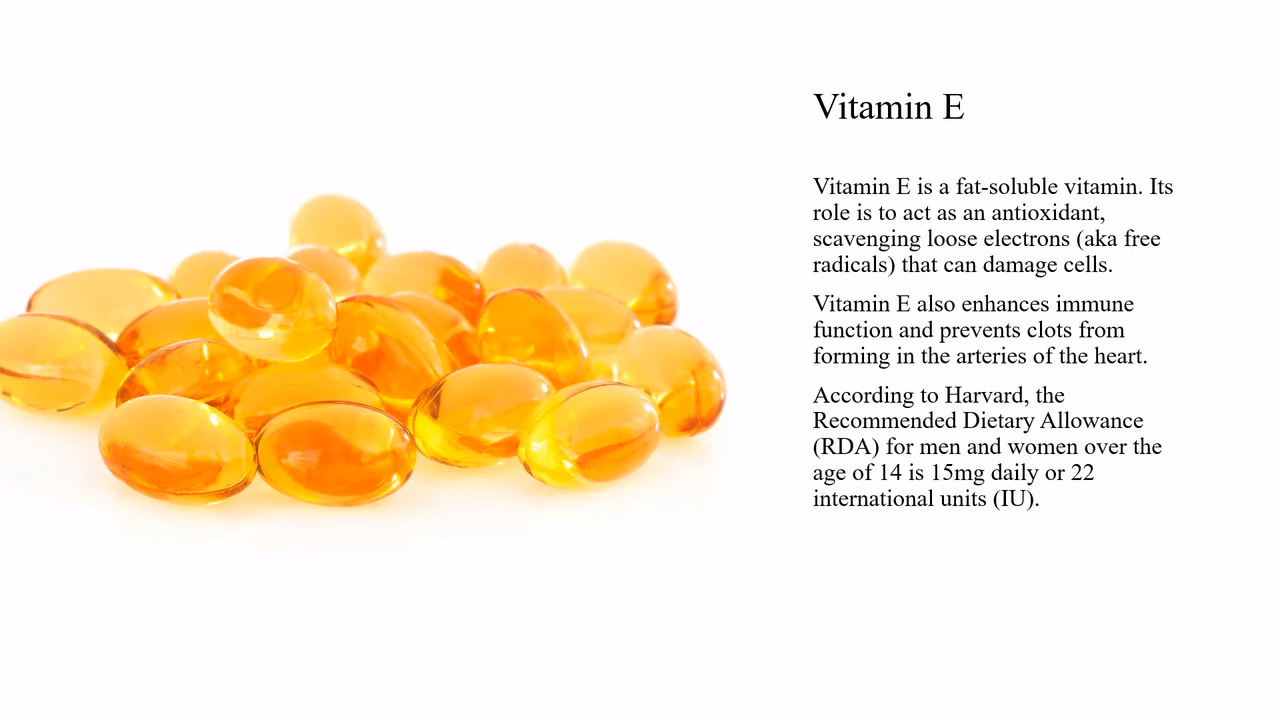 Vitamin E
Vitamin E is a fat-soluble vitamin. Its
role is to act as an antioxidant,
scavenging loose electrons (aka free
radicals) that can damage cells.
Vitamin E also enhances immune
function and prevents clots from
forming in the arteries of the heart.
According to Harvard, the
Recommended Dietary Allowance
(RDA) for men and women over the
age of 14 is 15mg daily or 22
international units (IU).